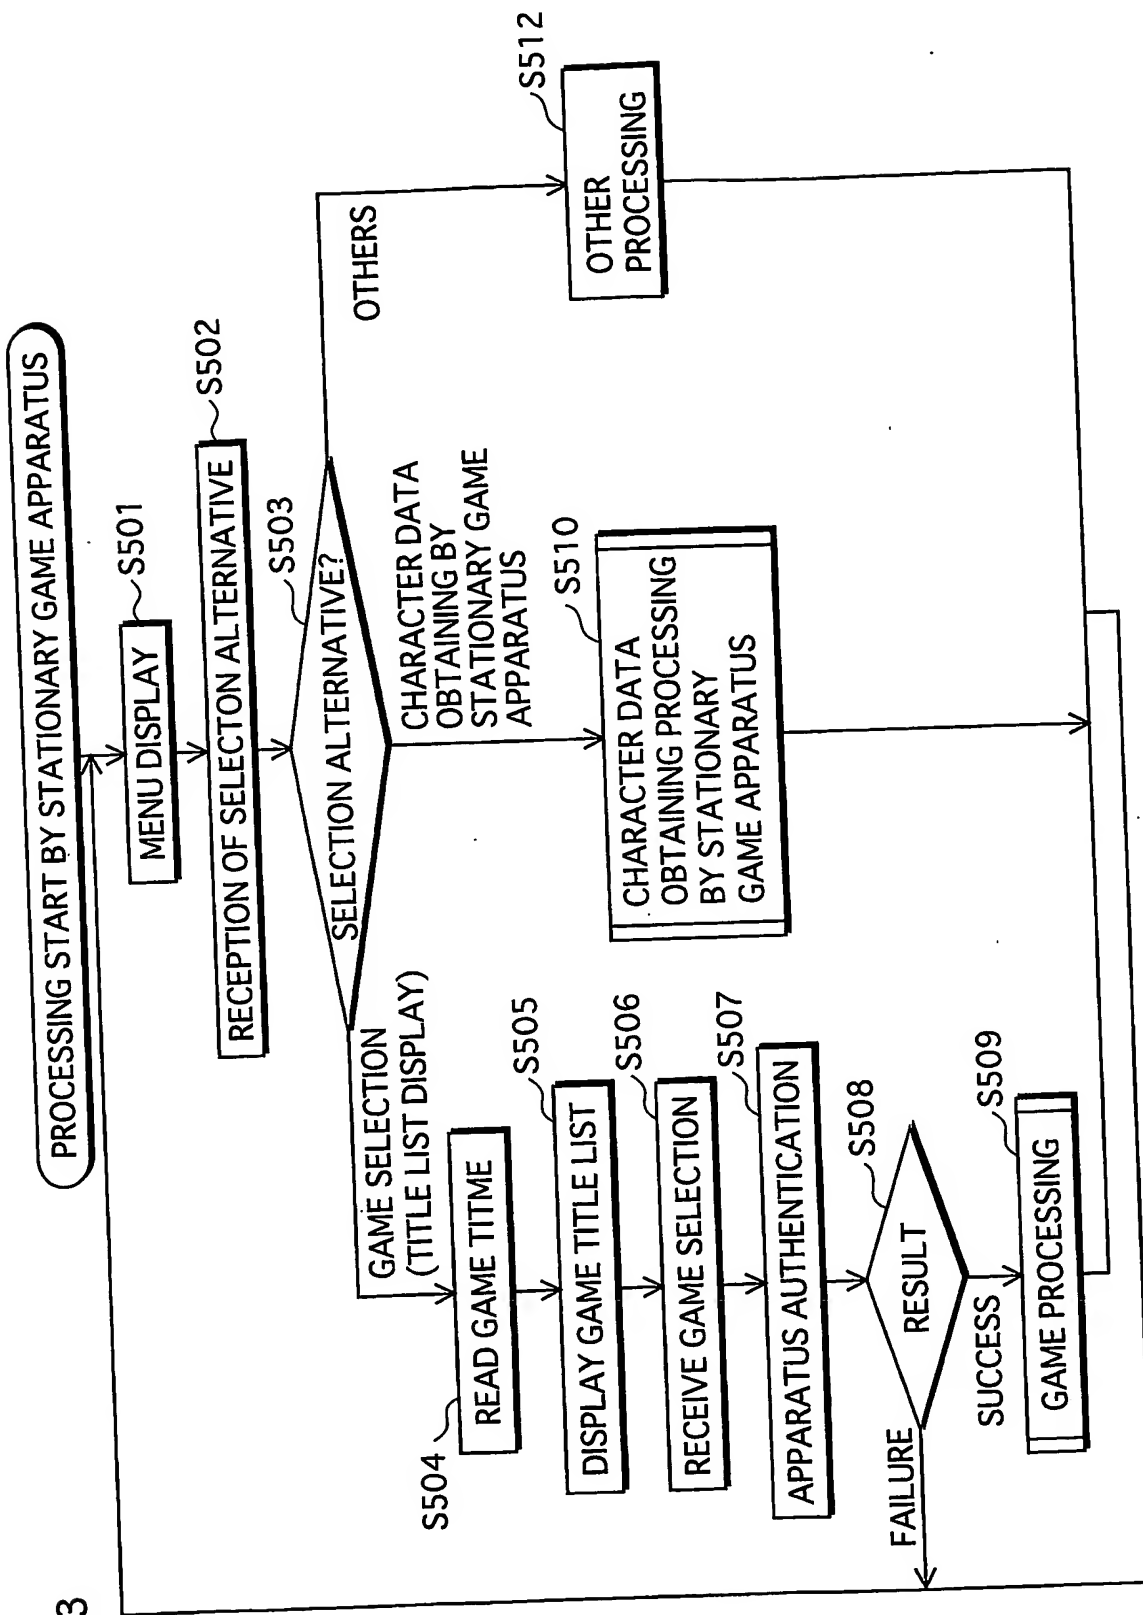 PROCESSING START BY STATIONARY GAME APPARATUS
S501
MENU DISPLAY
S502
RECEPTION OF SELECTON ALTERNATIVE
S503
SELECTION ALTERNATIVE?
GAME SELECTION
(TITLE LIST DISPLAY)
CHARACTER DATA
OBTAINING BY
STATIONARY GAME
APPARATUS
OTHERS
S504
READ GAME TITME
S505
DISPLAY GAME TITLE LIST
S506
RECEIVE GAME SELECTION
S507
APPARATUS AUTHENTICATION
S508
RESULT
FAILURE
SUCCESS
S509
GAME PROCESSING
S510
CHARACTER DATA
OBTAINING PROCESSING
BY STATIONARY
GAME APPARATUS
S512
OTHER
PROCESSING
3